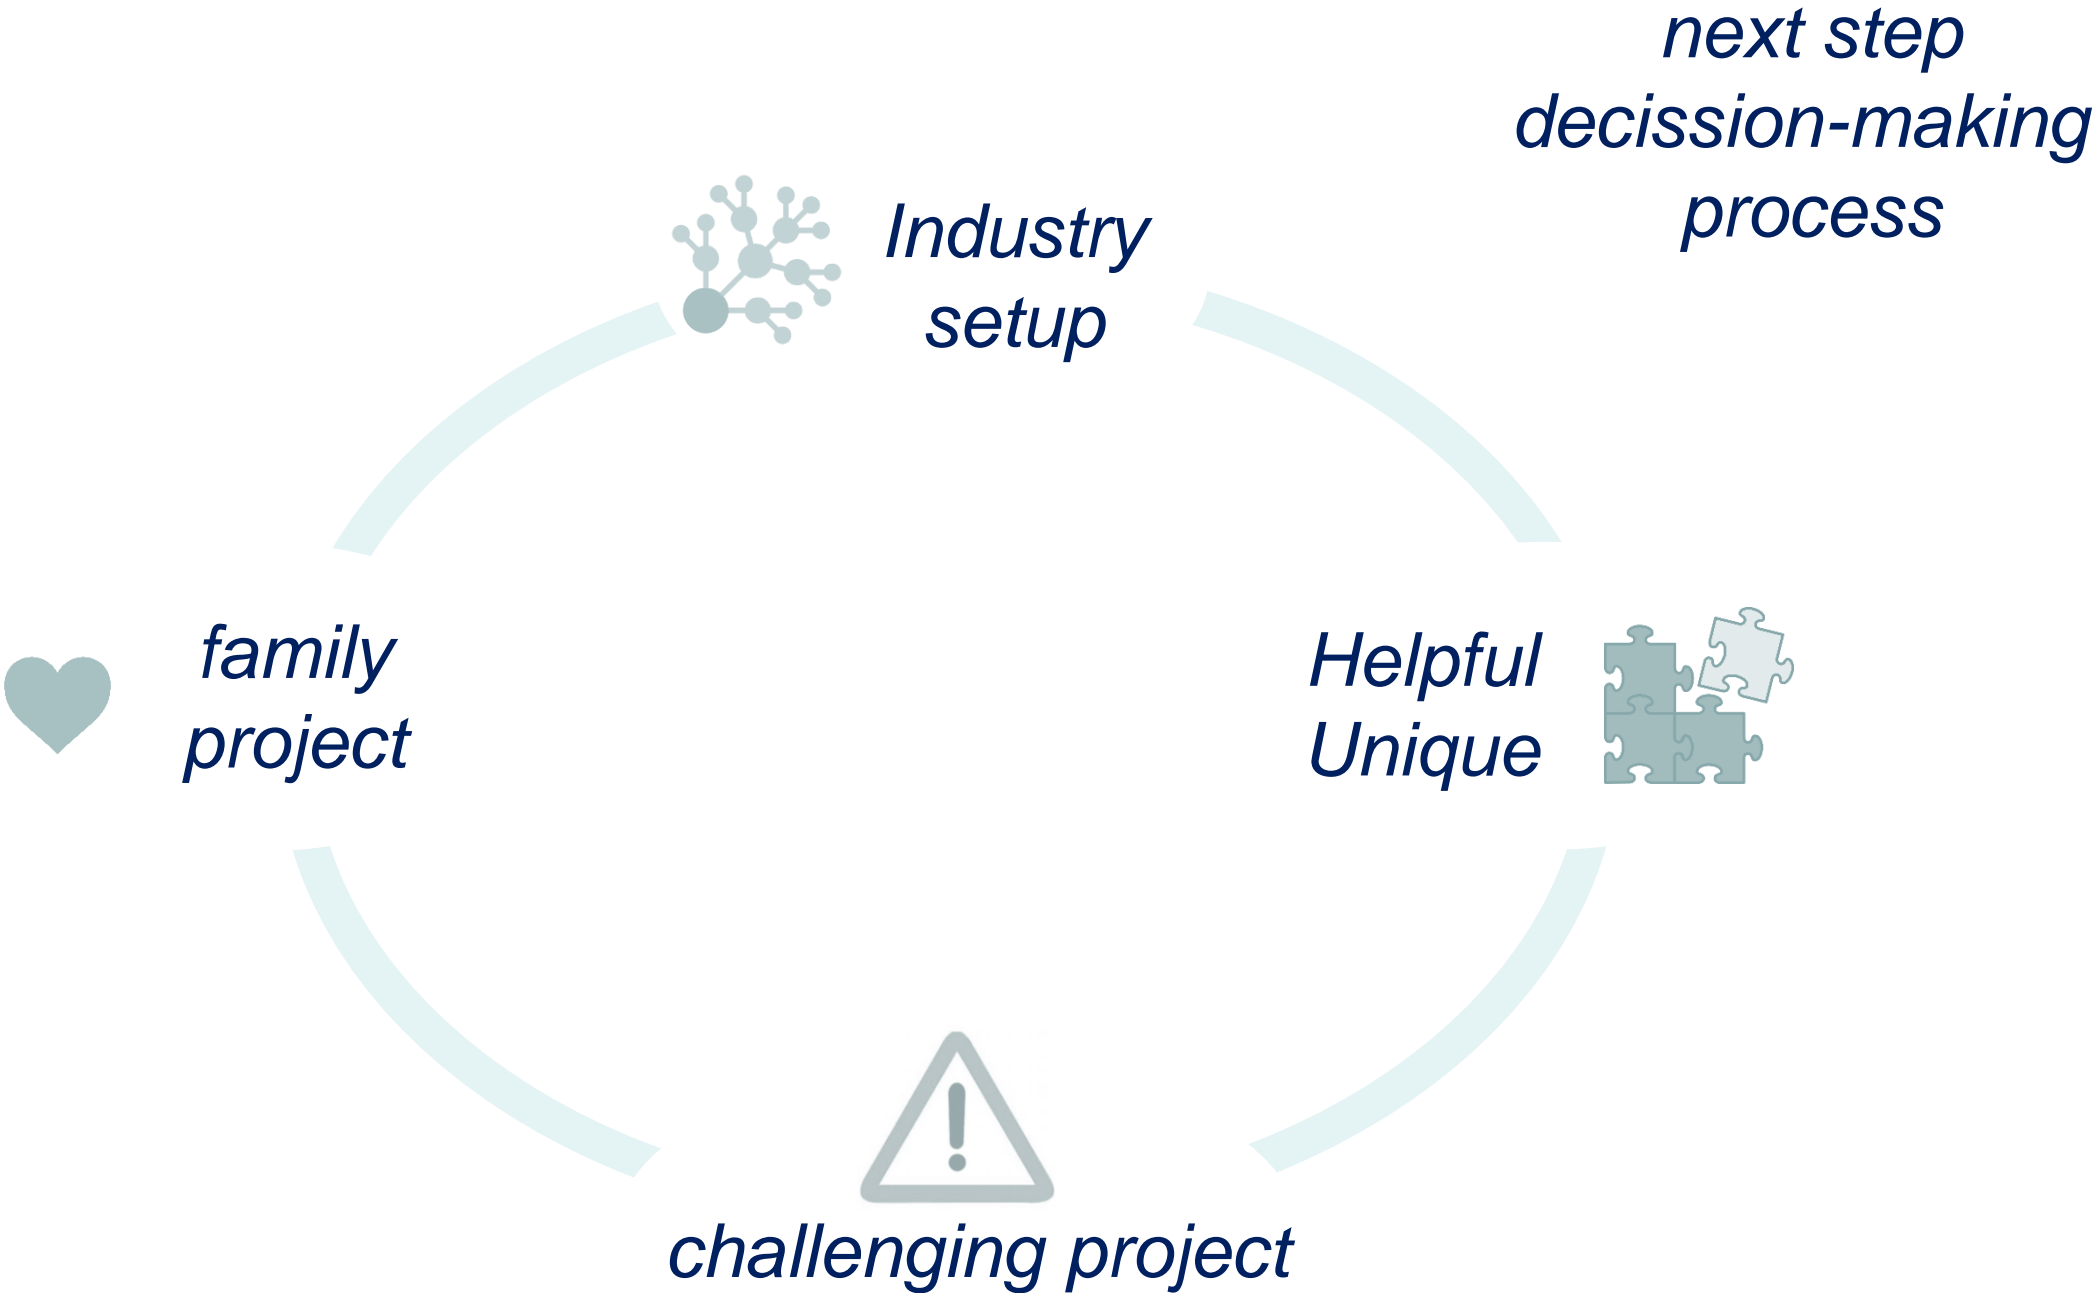 next step
decission-making
process
Industry
setup
family
project
Helpful
Unique
challenging project